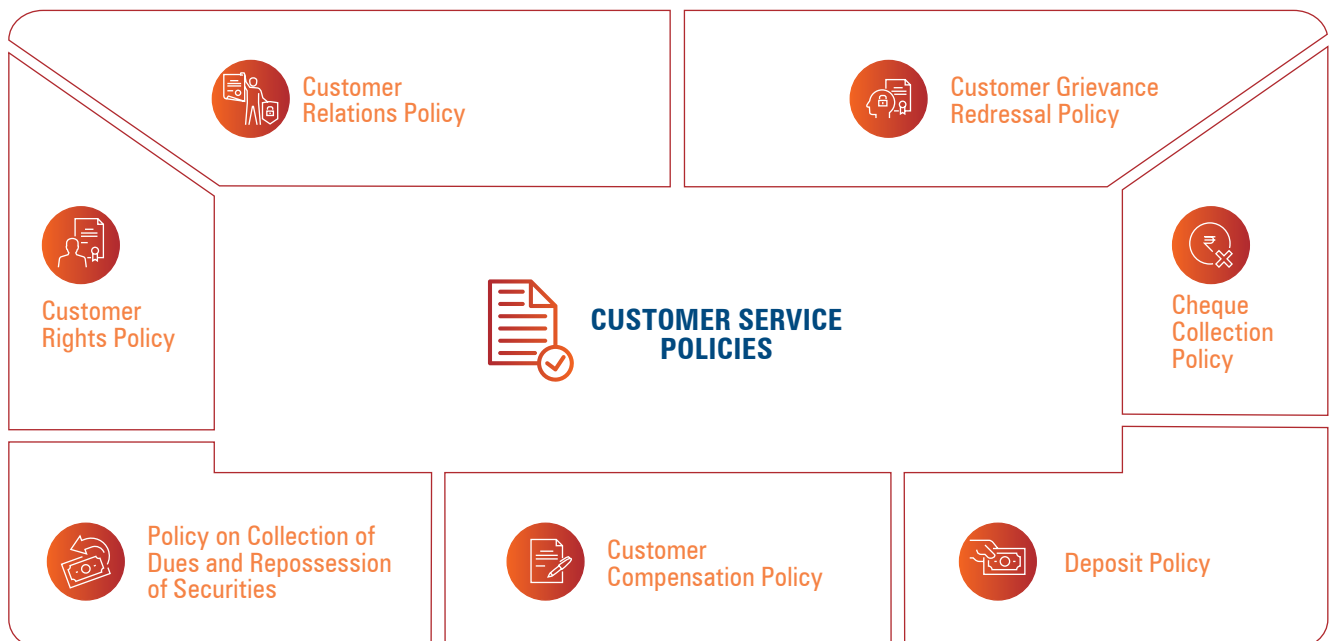 Customer
Relations Policy
Customer Grievance
Redressal Policy
Customer
Rights Policy
CUSTOMER SERVICE
POLICIES
Cheque
Collection
Policy
Policy on Collection of
Dues and Repossession
of Securities
Customer
Compensation Policy
Deposit Policy